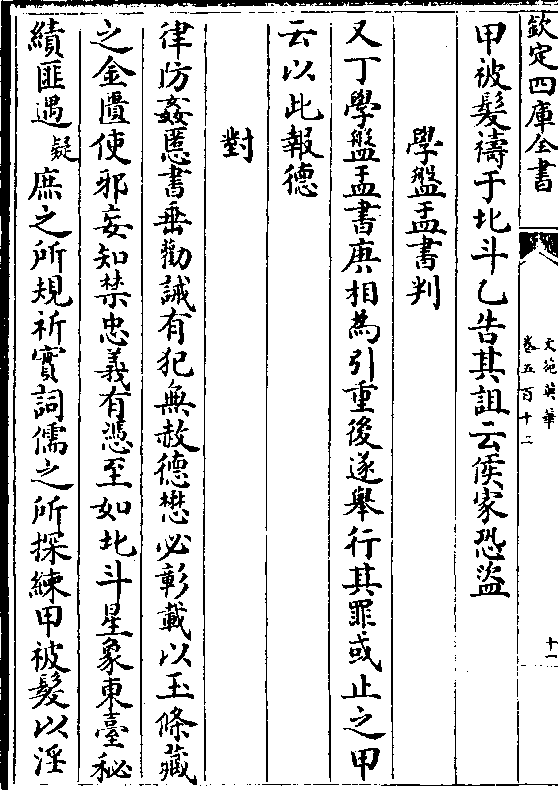 欽定四庫全書
文苑英華
卷五百十二
十一
甲被髮禱于北斗乙告其詛云侯家恐盜
學盤盂書判
又丁學盤盂書庚相為引重後遂舉行其罪或止之甲
云以此報德
對
律防姦慝書垂勸誡有犯無赦德懋必彰載以玉條藏
之金匱使邪妄知禁忠義有憑至如北斗星象東臺秘
績匪遇疑庶之所規祈實詞儒之所探練甲被髮以淫